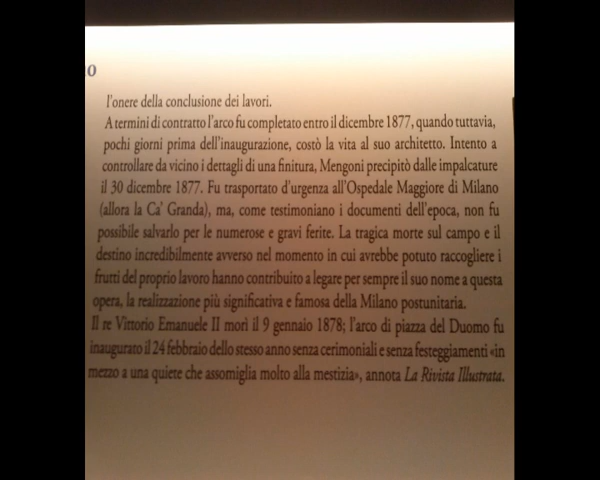 l'onere della conclusione dei lavori.
A termini di contratto l'arco fu completato entro il dicembre 1877, quando tuttavia,
pochi giorni prima dell'inaugurazione, costò la vita al suo architetto. Intento a
controllare da vicino i dettagli di una finitura, Mengoni precipitò dalle impalcature
il 30 dicembre 1877. Fu trasportato d'urgenza all'Ospedale Maggiore di Milano
(allora la Ca' Granda), ma, come testimoniano i documenti dell'epoca, non fu
possibile salvarlo per le numerose e gravi ferite. La tragica morte sul campo e il
destino incredibilmente avverso nel momento in cui avrebbe potuto raccogliere i
frutti del proprio lavoro hanno contribuito a legare per sempre il suo nome a questa
opera, la realizzazione più significativa e famosa della Milano postunitaria.
Il re Vittorio Emanuele II morì il 9 gennaio 1878; l'arco di piazza del Duomo fu
inaugurato il 24 febbraio dello stesso anno senza cerimoniali e senza festeggiamenti «in
mezzo a una quiete che assomiglia molto alla mestizia», annota La Rivista Illustrata.